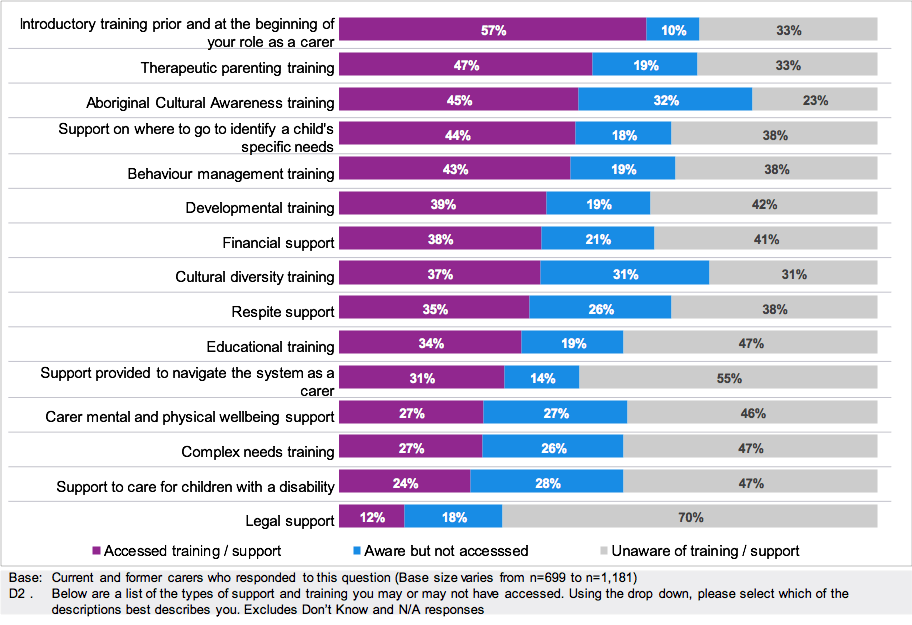 Introductory training prior and at the beginning of
your role as a carer
57% 10% 33%
Therapeutic parenting training 47% 19% 33%
Aboriginal Cultural Awareness training 45% 32% 23%
Support on where to go to identify a child's
specific needs
44% 18% 38%
Behaviour management training 43% 19% 38%
Developmental training 39% 19% 42%
Financial support 38% 21% 41%
Cultural diversity training 37% 31% 31%
Respite support 35% 26% 38%
Educational training 34% 19% 47%
Support provided to navigate the system as a
carer
31% 14% 55%
Carer mental and physical wellbeing support 27% 27% 46%
Complex needs training 27% 26% 47%
Support to care for children with a disability 24% 28% 47%
Legal support 12% 18% 70%
Accessed training / support Aware but not accesssed Unaware of training / support
Base: Current and former carers who responded to this question (Base size varies from n=699 to n=1,181)
D2 . Below are a list of the types of support and training you may or may not have accessed. Using the drop down, please select which of the
descriptions best describes you. Excludes Don't Know and N/A responses